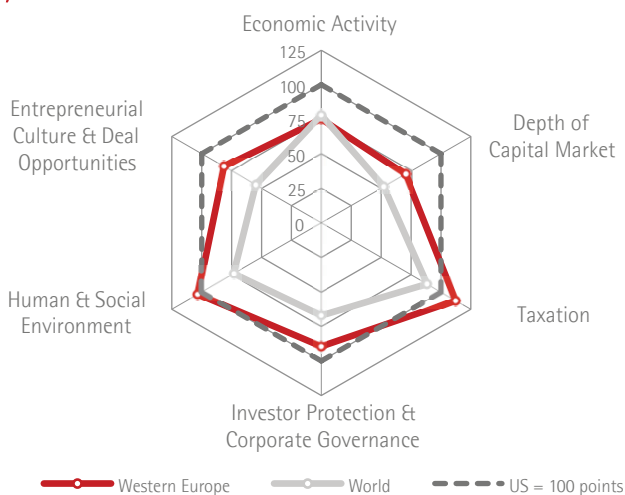 Economic Activity
125
100
75
50
25
0
Entrepreneurial
Culture & Deal
Opportunities
Depth of
Capital Market
Human & Social
Environment
Taxation
Investor Protection &
Corporate Governance
Western Europe
World
US = 100 points